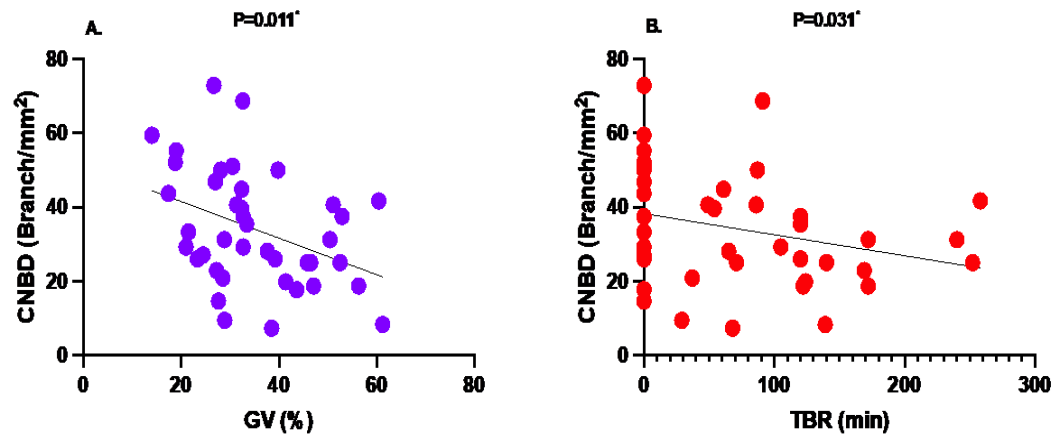 A.
P=0.011*
CNBD (Branch/mm²)
80
60
40
20
0
0 20 40 60 80
GV (%)
B.
P=0.031*
CNBD (Branch/mm²)
80
60
40
20
0
0 100 200 300
TBR (min)